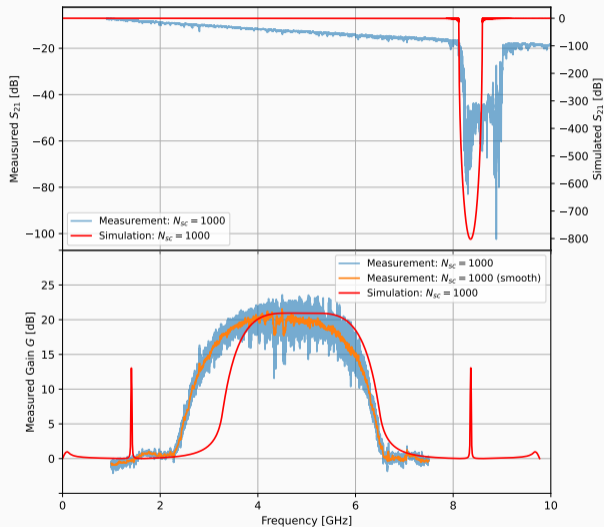 Meausured S21 [dB]
−20
−40
−60
−80
−100
0
−100
−200
−300
−400
−500
−600
−700
−800
Simulated S21 [dB]
Measurement: Nsc = 1000
Simulation: Nsc = 1000
Measured Gain G [dB]
25
20
15
10
5
0
Measurement: Nsc = 1000
Measurement: Nsc = 1000 (smooth)
Simulation: Nsc = 1000
0 2 4 6 8 10
Frequency [GHz]